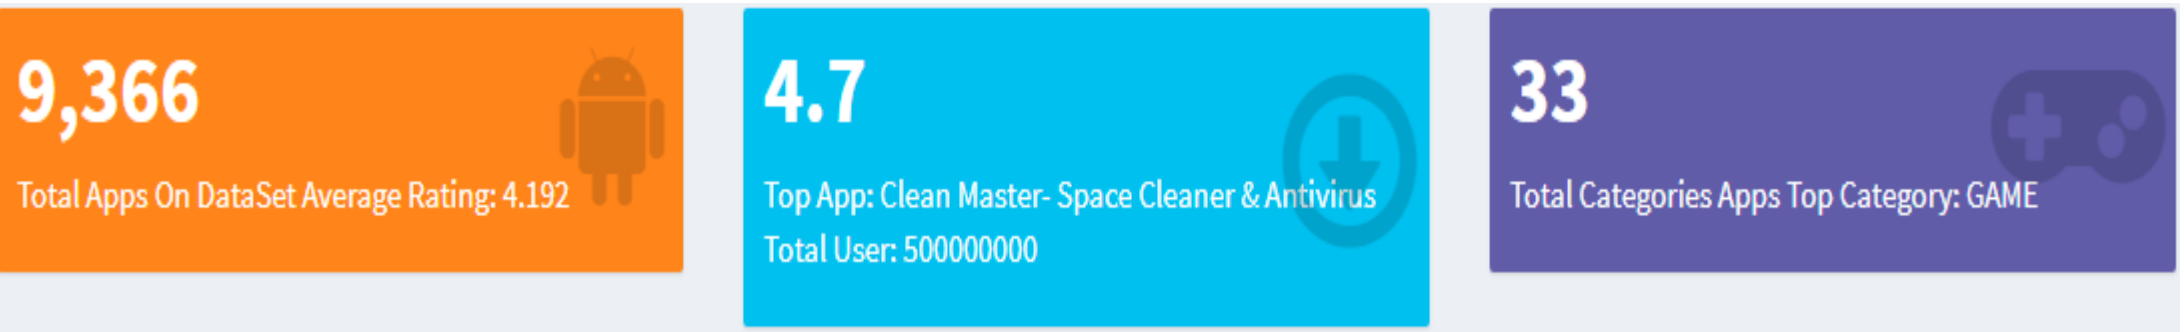 9,366
Total Apps On DataSet Average Rating: 4.192
4.7
Top App: Clean Master- Space Cleaner & Antivirus
Total User: 500000000
33
Total Categories Apps Top Category: GAME